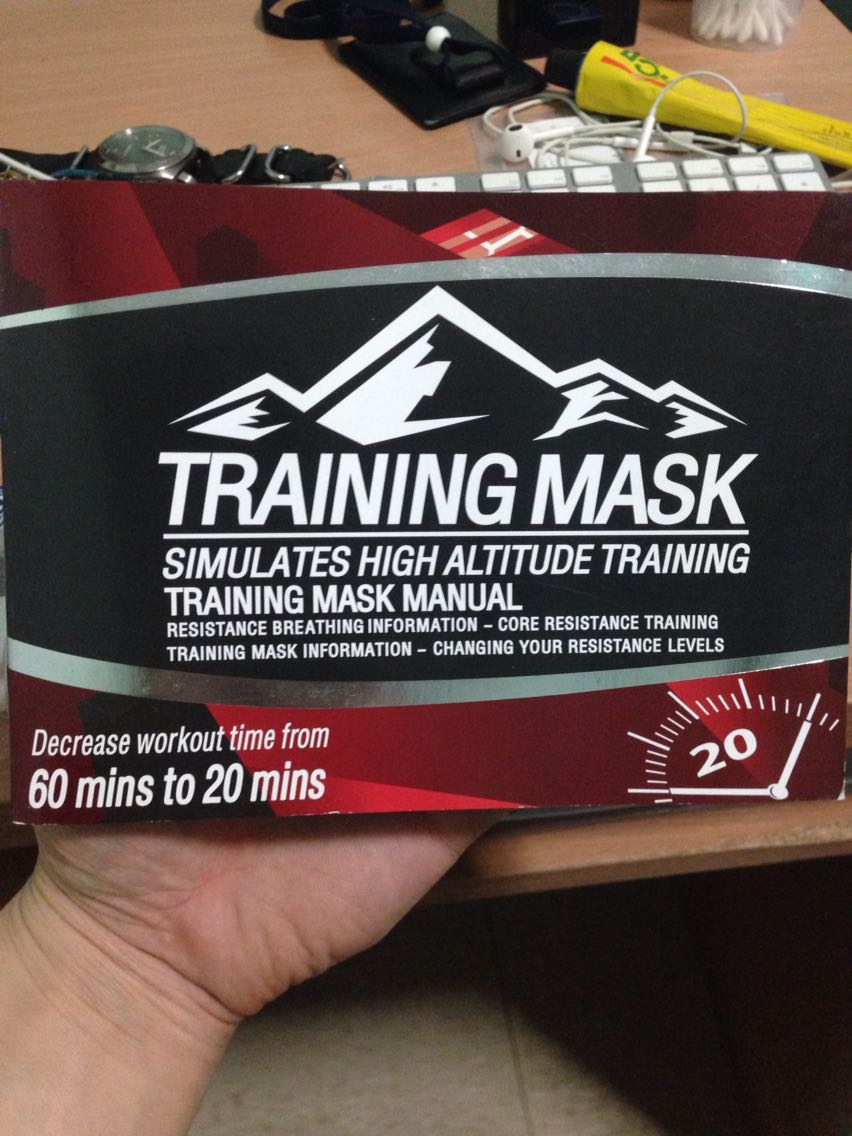 TRAINING MASK
SIMULATES HIGH ALTITUDE TRAINING
TRAINING MASK MANUAL
RESISTANCE BREATHING INFORMATION – CORE RESISTANCE TRAINING
TRAINING MASK INFORMATION – CHANGING YOUR RESISTANCE LEVELS
Decrease workout time from
60 mins to 20 mins
20